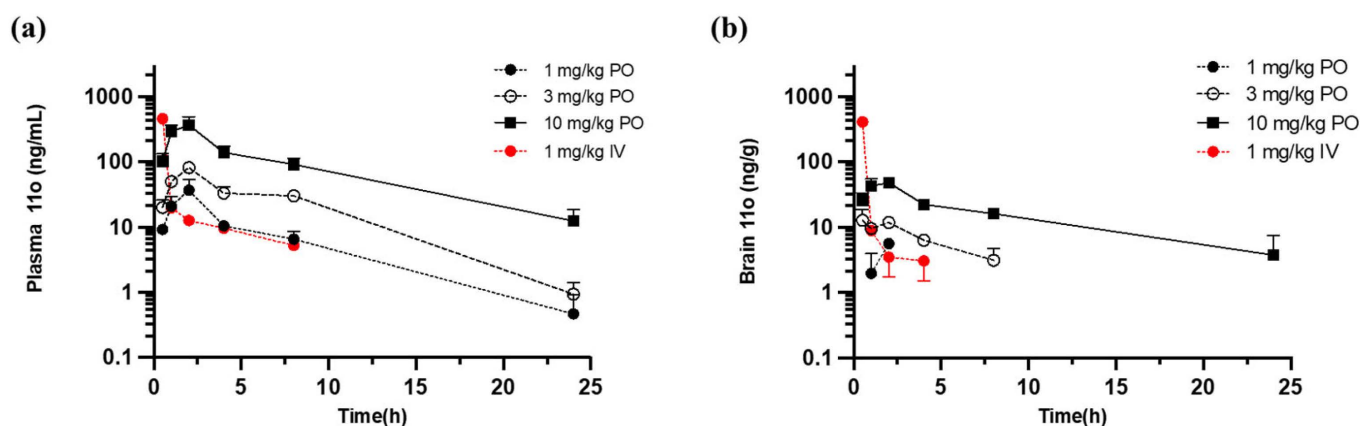 (a)
1 mg/kg PO
3 mg/kg PO
10 mg/kg PO
1 mg/kg IV
Plasma 11o (ng/mL)
1000
100
10
1
0.1
0 5 10 15 20 25
Time(h)
(b)
1 mg/kg PO
3 mg/kg PO
10 mg/kg PO
1 mg/kg IV
Brain 11o (ng/g)
1000
100
10
1
0.1
0 5 10 15 20 25
Time(h)